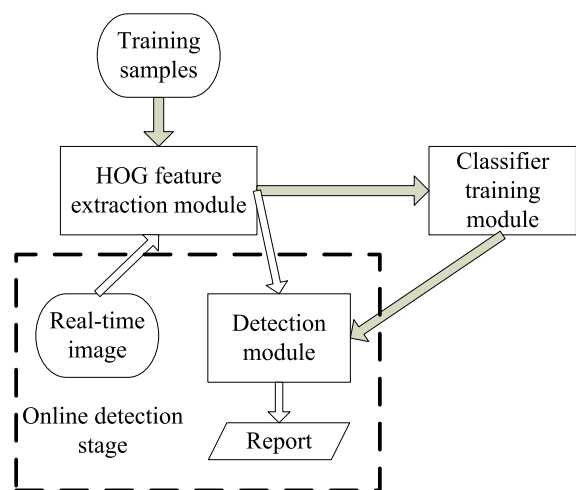 Training
samples
HOG feature
extraction module
Classifier
training
module
Real-time
image
Detection
module
Online detection
stage
Report